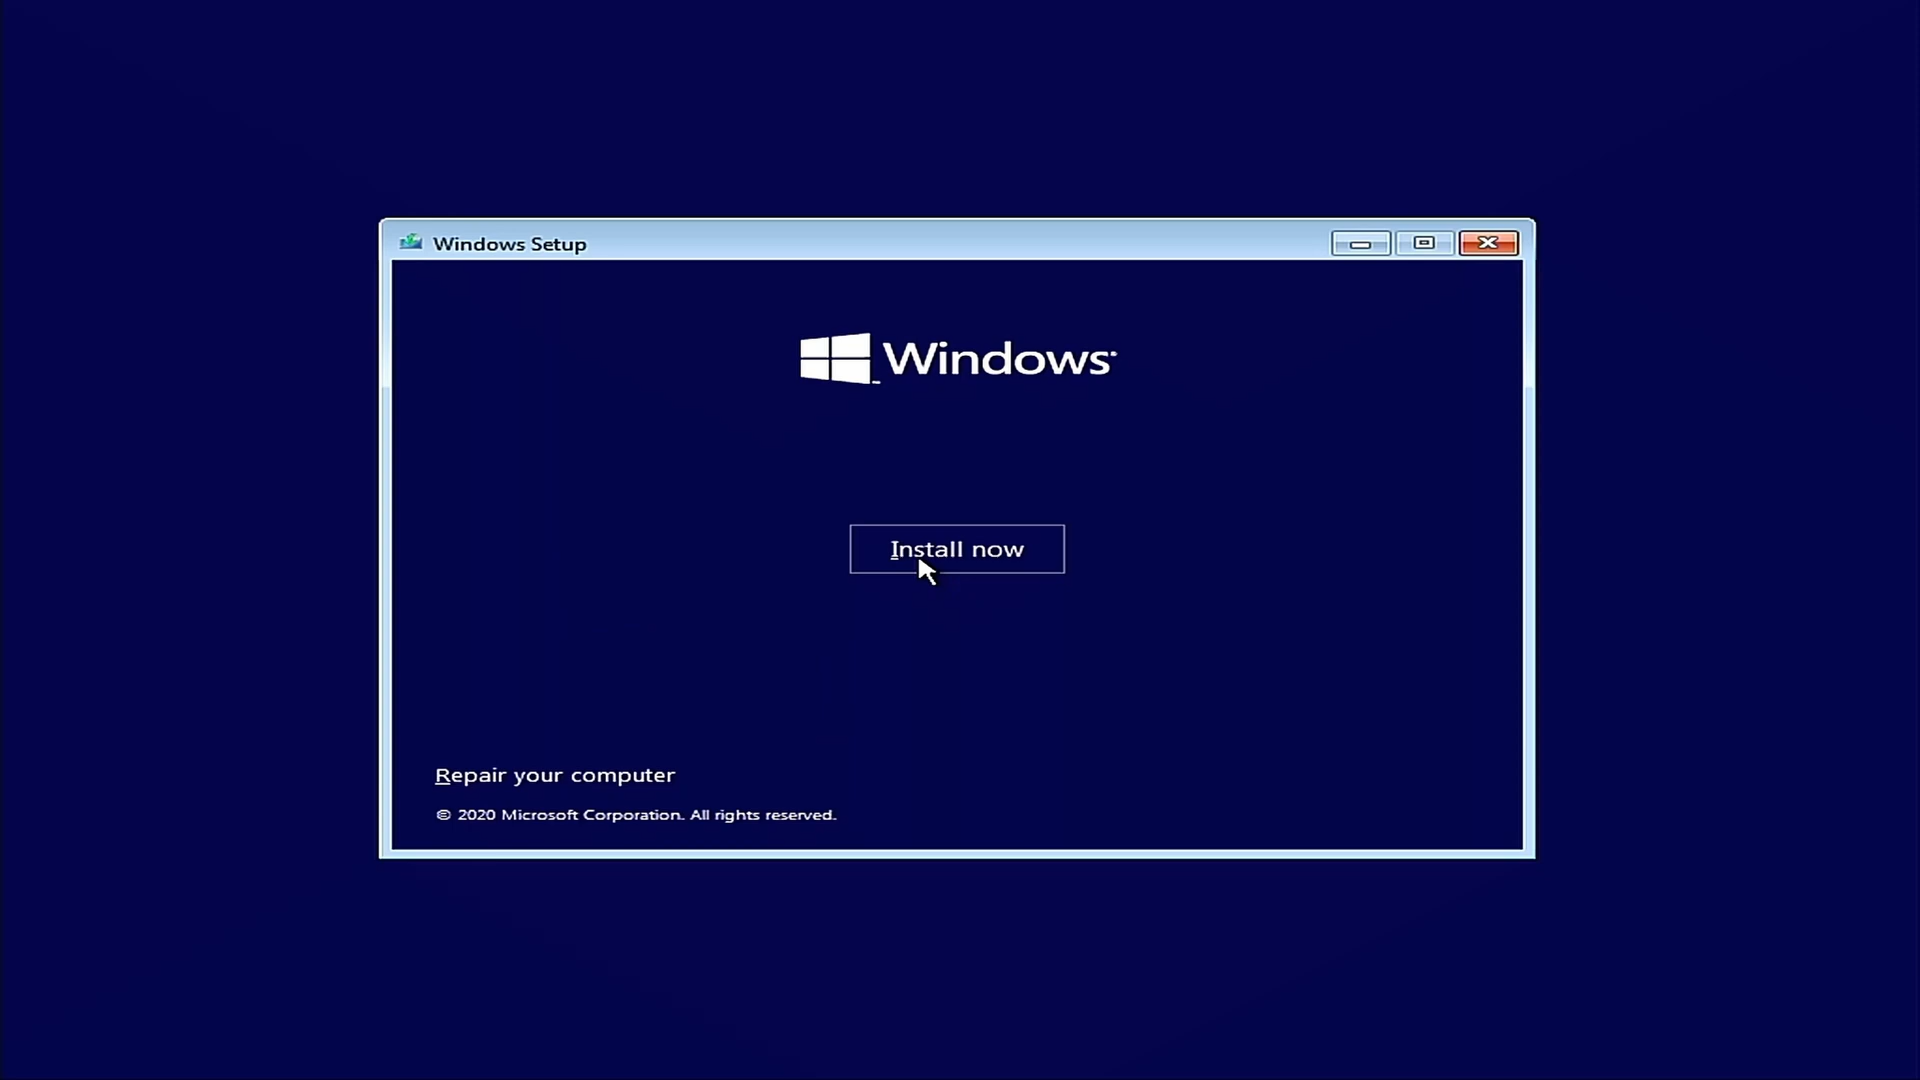 Windows Setup
Windows
Install now
Repair your computer
© 2020 Microsoft Corporation. All rights reserved.